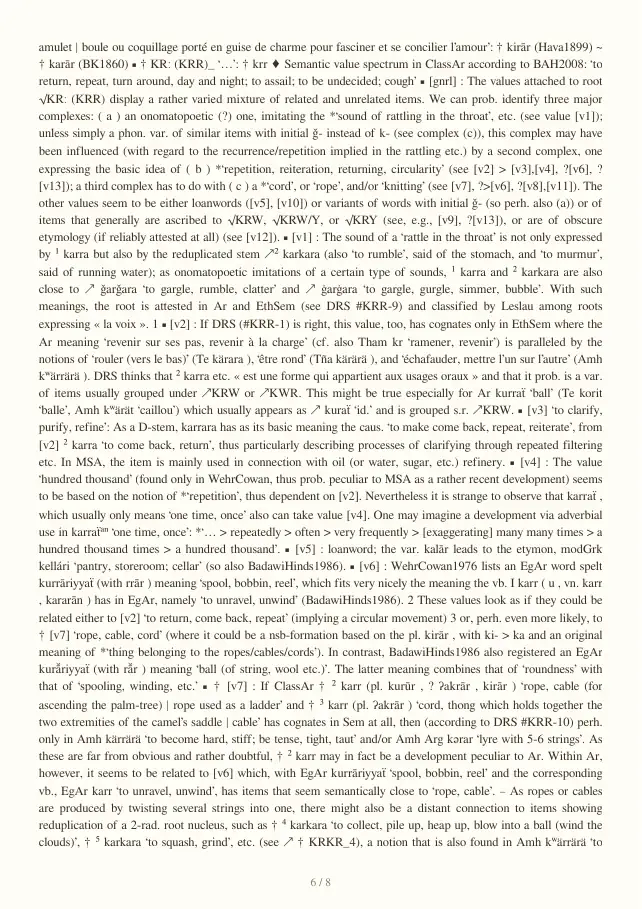 amulet | boule ou coquillage porté en guise de charme pour fasciner et se concilier l'amour': † kirār (Hava1899) ~
† karār (BK1860) ▪ † KR: (KRR)_ '…': † krr ♦ Semantic value spectrum in ClassAr according to BAH2008: 'to
return, repeat, turn around, day and night; to assail; to be undecided; cough' ▪ [gnrl] : The values attached to root
√KR: (KRR) display a rather varied mixture of related and unrelated items. We can prob. identify three major
complexes: ( a ) an onomatopoetic (?) one, imitating the *'sound of rattling in the throat', etc. (see value [v1]);
unless simply a phon. var. of similar items with initial ğ- instead of k- (see complex (c)), this complex may have
been influenced (with regard to the recurrence/repetition implied in the rattling etc.) by a second complex, one
expressing the basic idea of ( b ) *'repetition, reiteration, returning, circularity' (see [v2] > [v3],[v4], ?[v6], ?
[v13]); a third complex has to do with ( c ) a *'cord', or 'rope', and/or 'knitting' (see [v7], ?>[v6], ?[v8],[v11]). The
other values seem to be either loanwords ([v5], [v10]) or variants of words with initial ğ- (so perh. also (a)) or of
items that generally are ascribed to √KRW, √KRW/Y, or √KRY (see, e.g., [v9], ?[v13]), or are of obscure
etymology (if reliably attested at all) (see [v12]). ▪ [v1] : The sound of a 'rattle in the throat' is not only expressed
by ¹ karra but also by the reduplicated stem ↗² karkara (also 'to rumble', said of the stomach, and 'to murmur',
said of running water); as onomatopoetic imitations of a certain type of sounds, ¹ karra and ² karkara are also
close to ↗ ğarğara 'to gargle, rumble, clatter' and ↗ ġarġara 'to gargle, gurgle, simmer, bubble'. With such
meanings, the root is attested in Ar and EthSem (see DRS #KRR-9) and classified by Leslau among roots
expressing « la voix ». 1 ▪ [v2] : If DRS (#KRR-1) is right, this value, too, has cognates only in EthSem where the
Ar meaning 'revenir sur ses pas, revenir à la charge' (cf. also Tham kr 'ramener, revenir') is paralleled by the
notions of 'rouler (vers le bas)' (Te kärara ), 'être rond' (Tña kärärä ), and 'échafauder, mettre l'un sur l'autre' (Amh
kʷärrärä ). DRS thinks that ² karra etc. « est une forme qui appartient aux usages oraux » and that it prob. is a var.
of items usually grouped under ↗KRW or ↗KWR. This might be true especially for Ar kurraẗ 'ball' (Te korit
'balle', Amh kʷärät 'caillou') which usually appears as ↗ kuraẗ 'id.' and is grouped s.r. ↗KRW. ▪ [v3] 'to clarify,
purify, refine': As a D-stem, karrara has as its basic meaning the caus. 'to make come back, repeat, reiterate', from
[v2] ² karra 'to come back, return', thus particularly describing processes of clarifying through repeated filtering
etc. In MSA, the item is mainly used in connection with oil (or water, sugar, etc.) refinery. ▪ [v4] : The value
'hundred thousand' (found only in WehrCowan, thus prob. peculiar to MSA as a rather recent development) seems
to be based on the notion of *'repetition', thus dependent on [v2]. Nevertheless it is strange to observe that karraẗ ,
which usually only means 'one time, once' also can take value [v4]. One may imagine a development via adverbial
use in karraẗᵃⁿ 'one time, once': *'… > repeatedly > often > very frequently > [exaggerating] many many times > a
hundred thousand times > a hundred thousand'. ▪ [v5] : loanword; the var. kalār leads to the etymon, modGrk
kellári 'pantry, storeroom; cellar' (so also BadawiHinds1986). ▪ [v6] : WehrCowan1976 lists an EgAr word spelt
kurrāriyyaẗ (with rrār ) meaning 'spool, bobbin, reel', which fits very nicely the meaning the vb. I karr ( u , vn. karr
, kararān ) has in EgAr, namely 'to unravel, unwind' (BadawiHinds1986). 2 These values look as if they could be
related either to [v2] 'to return, come back, repeat' (implying a circular movement) 3 or, perh. even more likely, to
† [v7] 'rope, cable, cord' (where it could be a nsb-formation based on the pl. kirār , with ki- > ka and an original
meaning of *'thing belonging to the ropes/cables/cords'). In contrast, BadawiHinds1986 also registered an EgAr
kurār̆iyyaẗ (with rār̆ ) meaning 'ball (of string, wool etc.)'. The latter meaning combines that of 'roundness' with
that of 'spooling, winding, etc.' ▪ † [v7] : If ClassAr † ² karr (pl. kurūr , ? ʔakrār , kirār ) 'rope, cable (for
ascending the palm-tree) | rope used as a ladder' and † ³ karr (pl. ʔakrār ) 'cord, thong which holds together the
two extremities of the camel's saddle | cable' has cognates in Sem at all, then (according to DRS #KRR-10) perh.
only in Amh kärrärä 'to become hard, stiff; be tense, tight, taut' and/or Amh Arg kərar 'lyre with 5-6 strings'. As
these are far from obvious and rather doubtful, † ² karr may in fact be a development peculiar to Ar. Within Ar,
however, it seems to be related to [v6] which, with EgAr kurrāriyyaẗ 'spool, bobbin, reel' and the corresponding
vb., EgAr karr 'to unravel, unwind', has items that seem semantically close to 'rope, cable'. – As ropes or cables
are produced by twisting several strings into one, there might also be a distant connection to items showing
reduplication of a 2-rad. root nucleus, such as † ⁴ karkara 'to collect, pile up, heap up, blow into a ball (wind the
clouds)', † ⁵ karkara 'to squash, grind', etc. (see ↗ † KRKR_4), a notion that is also found in Amh kʷärrärä 'to
6 / 8